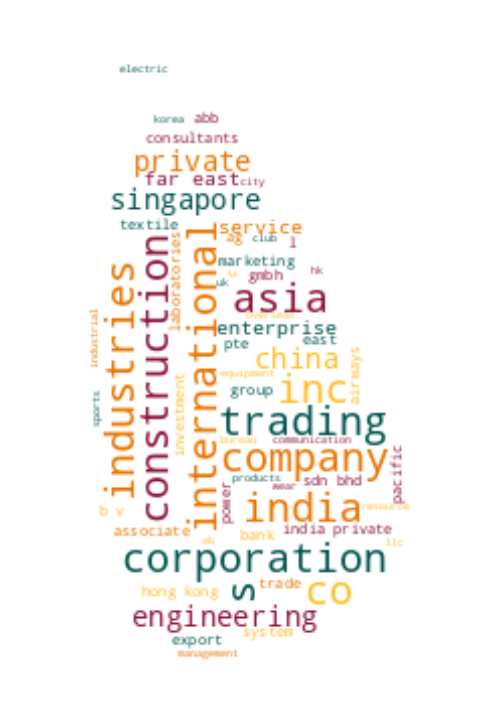 electric
korea abb
consultants
private
far east city
singapore
textile service
ag club l
marketing
u gmbh hk
uk
asia
overseas
enterprise
pte east
china
equipment
group inc
trading
bureau communication
company
products sdn bhd
wear
india
b v resource
associate india private
ab bank llc
corporation
trade
hong kong s co
engineering
system
export
management
industries
construction
international
laboratories
investment
industrial
sports
airways
pacific
power